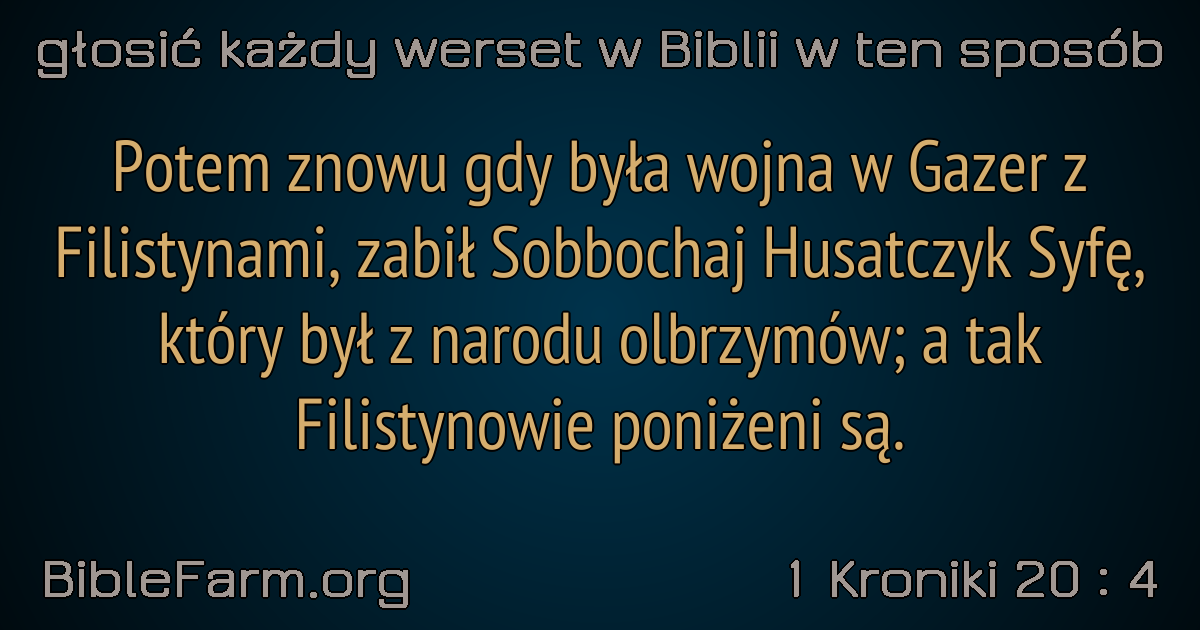 głosić każdy werset w Biblii w ten sposób
Potem znowu gdy była wojna w Gazer z
Filistynami, zabił Sobbochaj Husatczyk Syfę,
który był z narodu olbrzymów; a tak
Filistynowie poniżeni są.
BibleFarm.org
1 Kroniki 20 : 4